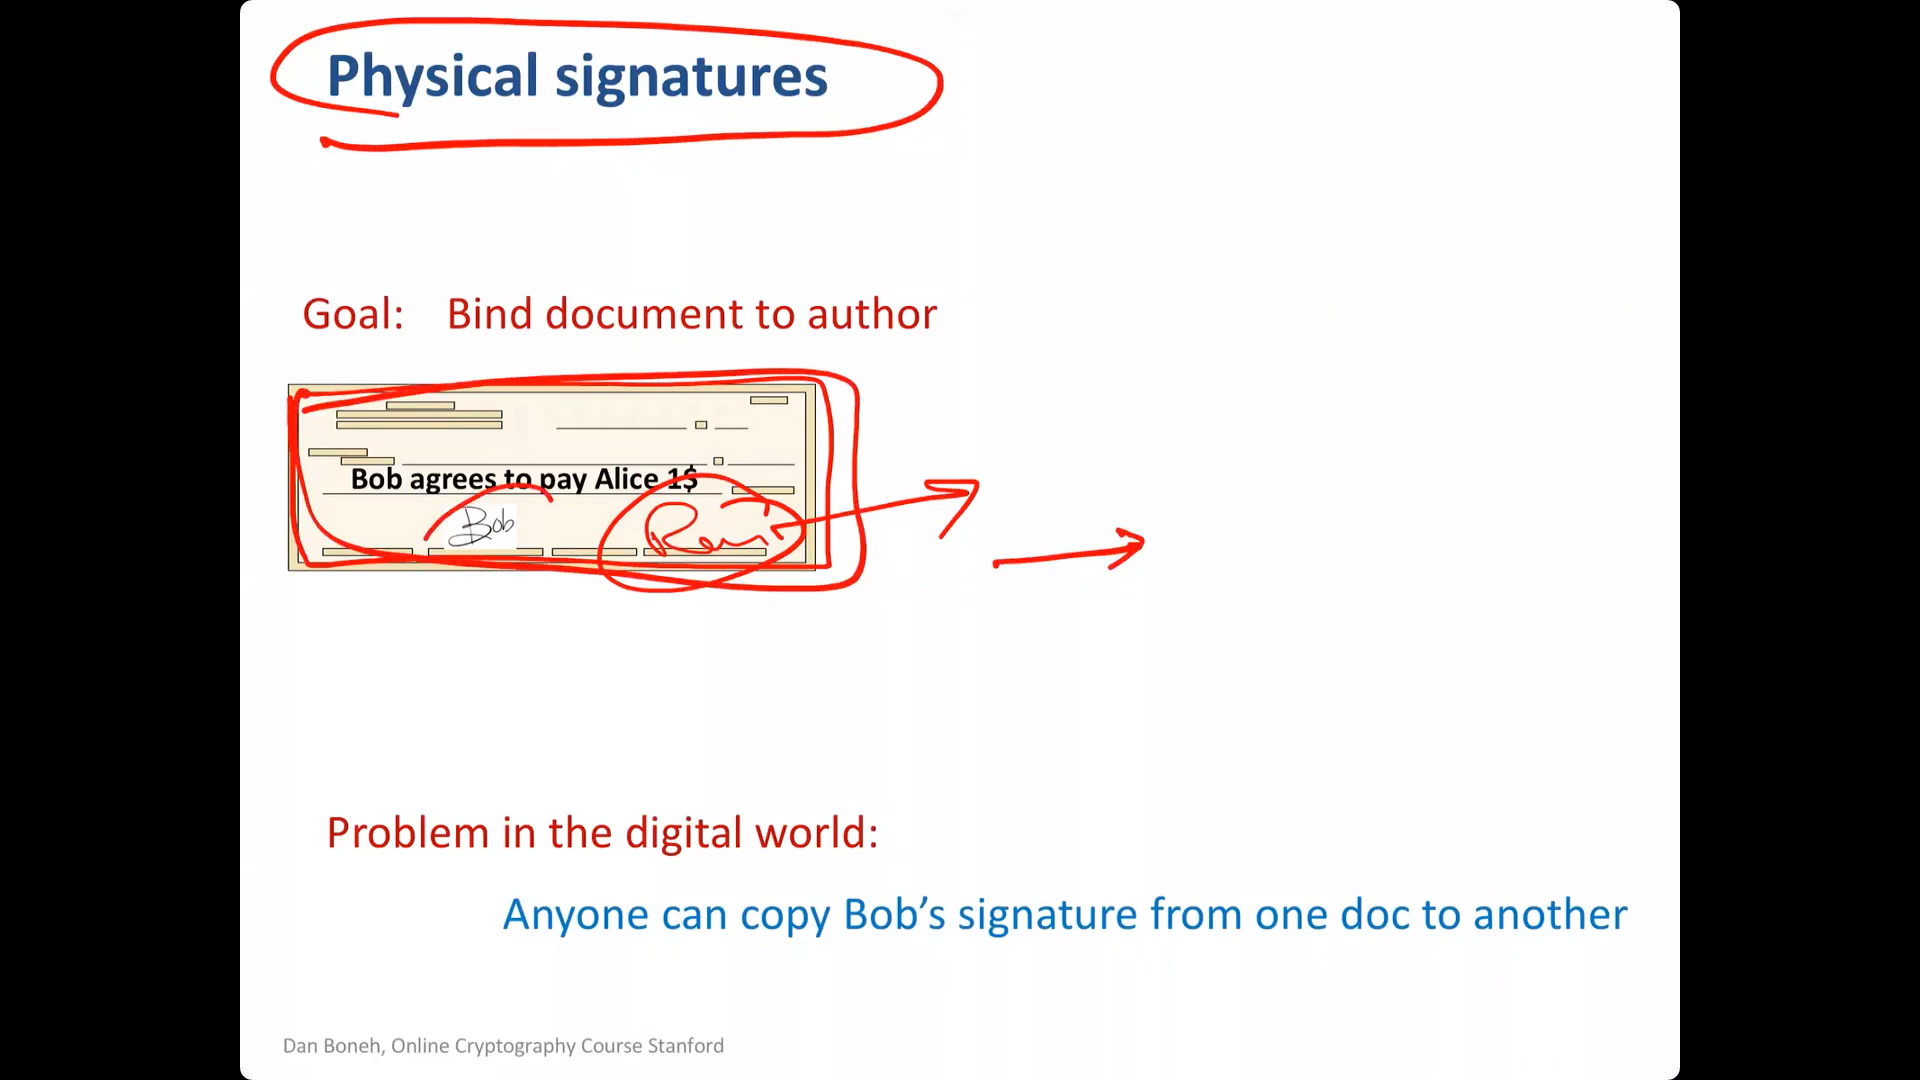 Physical signatures
Goal: Bind document to author
Bob agrees to pay Alice 1$
Bob
Problem in the digital world:
Anyone can copy Bob’s signature from one doc to another
Dan Boneh, Online Cryptography Course Stanford